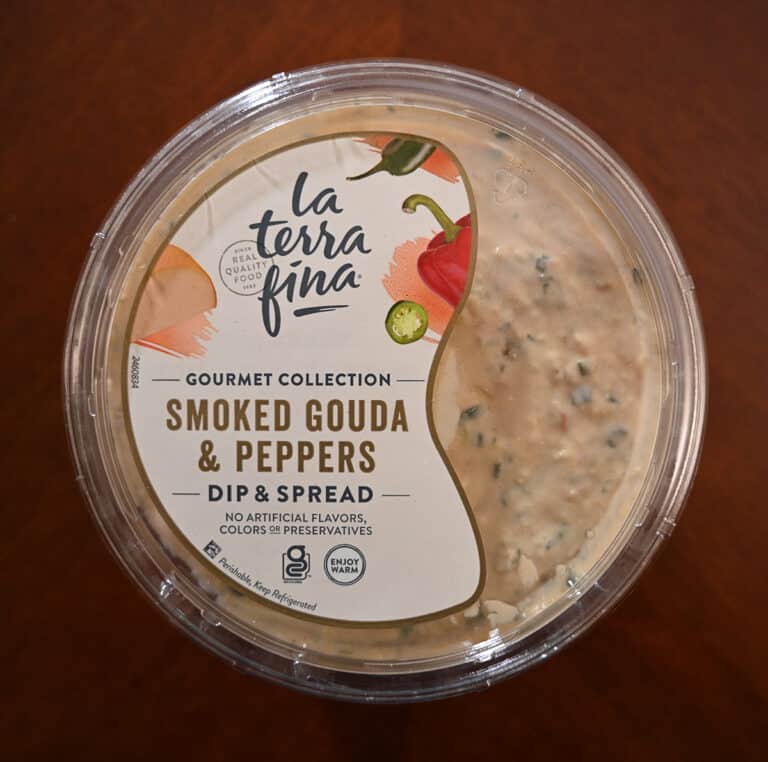 la
terra
fina
SINCE
REAL
QUALITY
FOOD
1982
GOURMET COLLECTION
SMOKED GOUDA
& PEPPERS
DIP & SPREAD
NO ARTIFICIAL FLAVORS,
COLORS OR PRESERVATIVES
ENJOY
WARM
Perishable, Keep Refrigerated
2460834